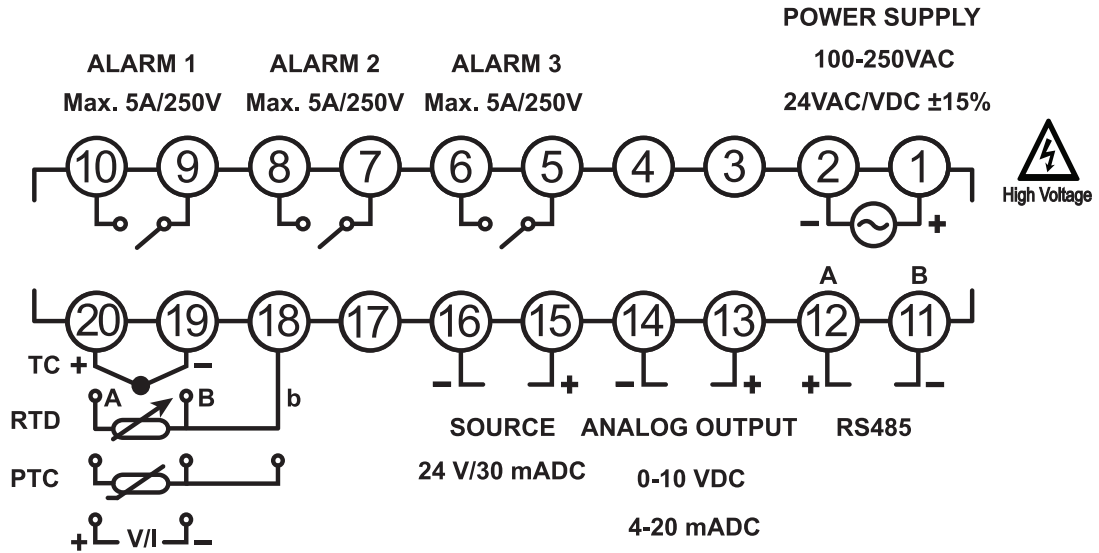 POWER SUPPLY
ALARM 1 ALARM 2 ALARM 3 100-250VAC
Max. 5A/250V Max. 5A/250V Max. 5A/250V 24VAC/VDC ±15%
10 9 8 7 6 5 4 3 2 1
High Voltage
- +
A B
20 19 18 17 16 15 14 13 12 11
TC + - - + - + + -
A B b
RTD
SOURCE ANALOG OUTPUT RS485
PTC
24 V/30 mADC 0-10 VDC
+ V/I -
4-20 mADC